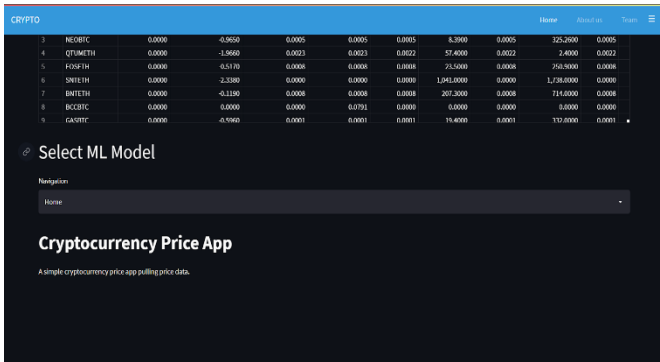 CRYPTO Home About us Team
3 NEOBTC 0.0000 -0.9650 0.0005 0.0005 0.0005 8.3900 0.0005 325.2600 0.0005
4 QTUMETH 0.0000 -1.9660 0.0023 0.0023 0.0022 57.4000 0.0022 2.4000 0.0022
5 EOSETH 0.0000 -0.5170 0.0008 0.0008 0.0008 23.5000 0.0008 250.9000 0.0008
6 SNTETH 0.0000 -2.3380 0.0000 0.0000 0.0000 1,041.0000 0.0000 1,738.0000 0.0000
7 BNTETH 0.0000 -0.1190 0.0008 0.0008 0.0008 207.3000 0.0008 714.0000 0.0008
8 BCCBTC 0.0000 0.0000 0.0000 0.0791 0.0000 0.0000 0.0000 0.0000 0.0000
9 GASBTC 0.0000 -0.5960 0.0001 0.0001 0.0001 19.4000 0.0001 332.0000 0.0001
Select ML Model
Navigation
Home
Cryptocurrency Price App
A simple cryptocurrency price app pulling price data.